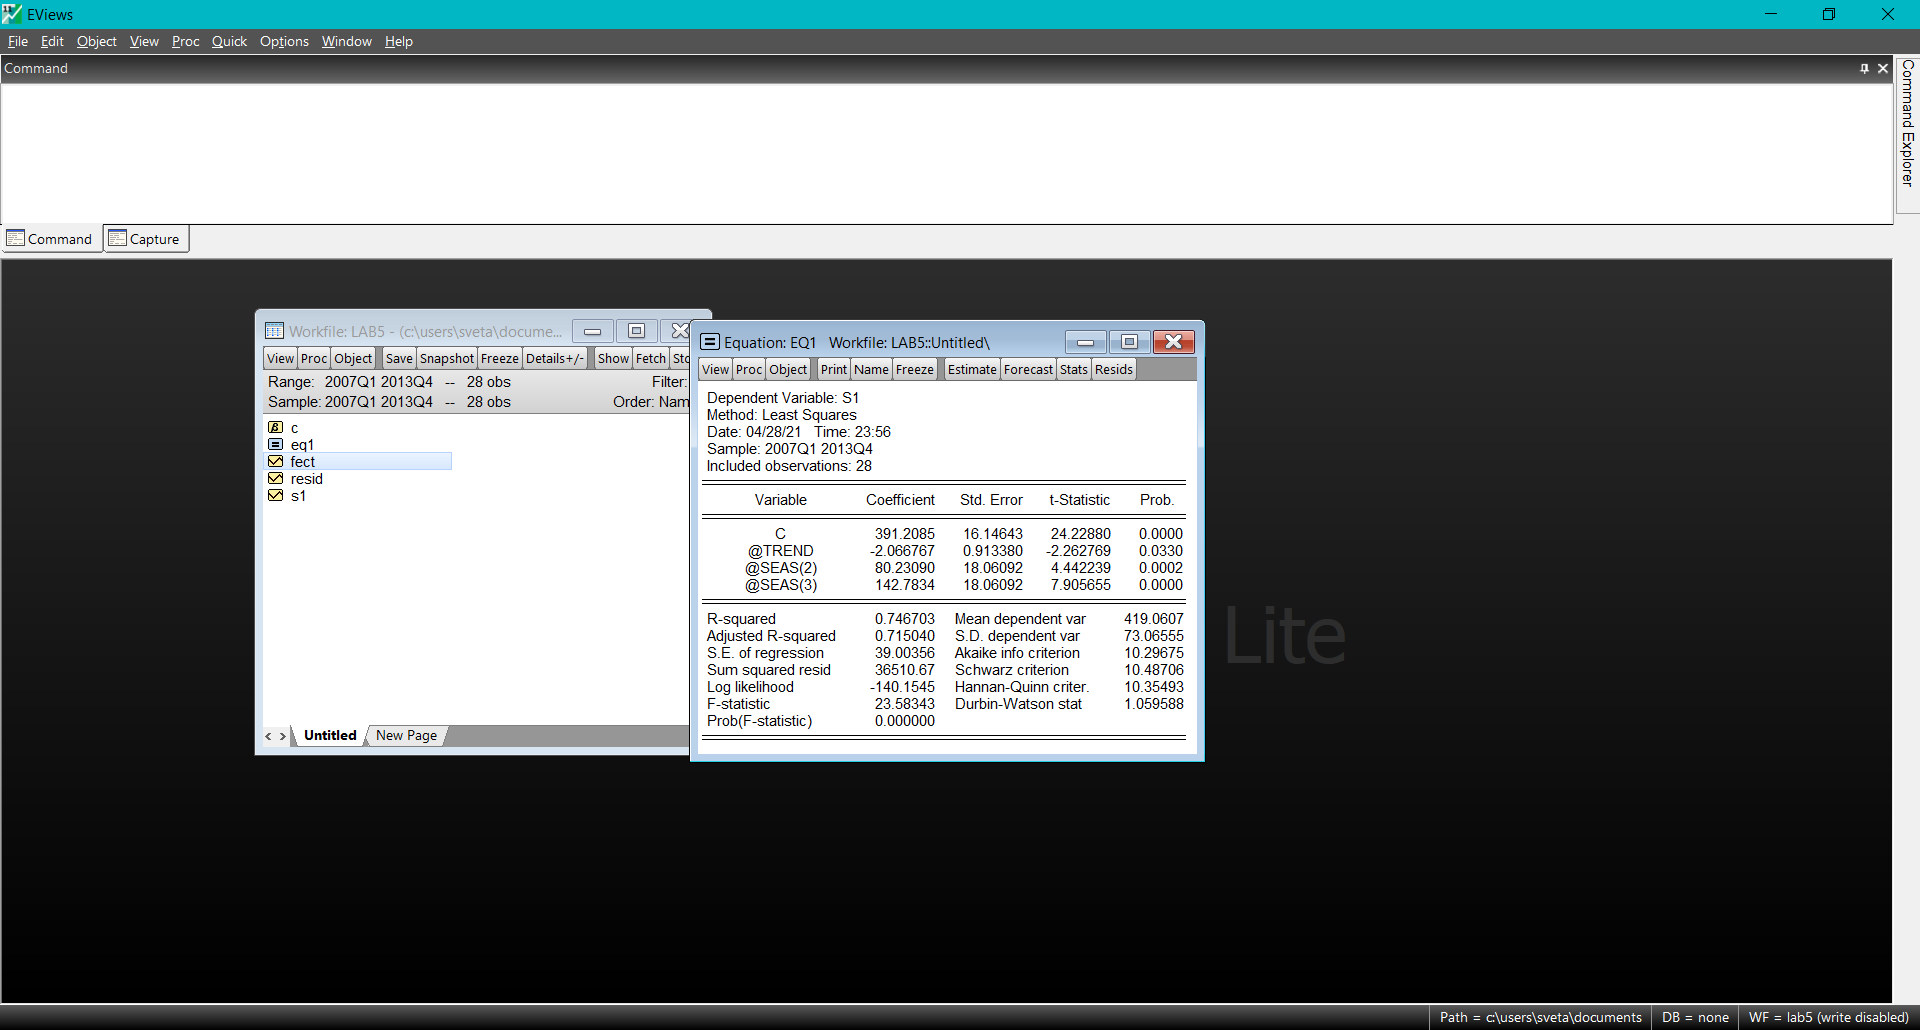 EViews
File Edit Object View Proc Quick Options Window Help
Command
Command Explorer
Command Capture
Workfile: LAB5 - (c:\users\sveta\docume...
View Proc Object Save Snapshot Freeze Details+/- Show Fetch Sto
Range: 2007Q1 2013Q4 -- 28 obs Filter:
Sample: 2007Q1 2013Q4 -- 28 obs Order: Nam
c
eq1
fect
resid
s1
< > Untitled New Page
Equation: EQ1 Workfile: LAB5::Untitled\
View Proc Object Print Name Freeze Estimate Forecast Stats Resids
Dependent Variable: S1
Method: Least Squares
Date: 04/28/21 Time: 23:56
Sample: 2007Q1 2013Q4
Included observations: 28
Variable Coefficient Std. Error t-Statistic Prob.
C 391.2085 16.14643 24.22880 0.0000
@TREND -2.066767 0.913380 -2.262769 0.0330
@SEAS(2) 80.23090 18.06092 4.442239 0.0002
@SEAS(3) 142.7834 18.06092 7.905655 0.0000
R-squared 0.746703 Mean dependent var 419.0607
Adjusted R-squared 0.715040 S.D. dependent var 73.06555
S.E. of regression 39.00356 Akaike info criterion 10.29675
Sum squared resid 36510.67 Schwarz criterion 10.48706
Log likelihood -140.1545 Hannan-Quinn criter. 10.35493
F-statistic 23.58343 Durbin-Watson stat 1.059588
Prob(F-statistic) 0.000000
Lite
Path = c:\users\sveta\documents DB = none WF = lab5 (write disabled)